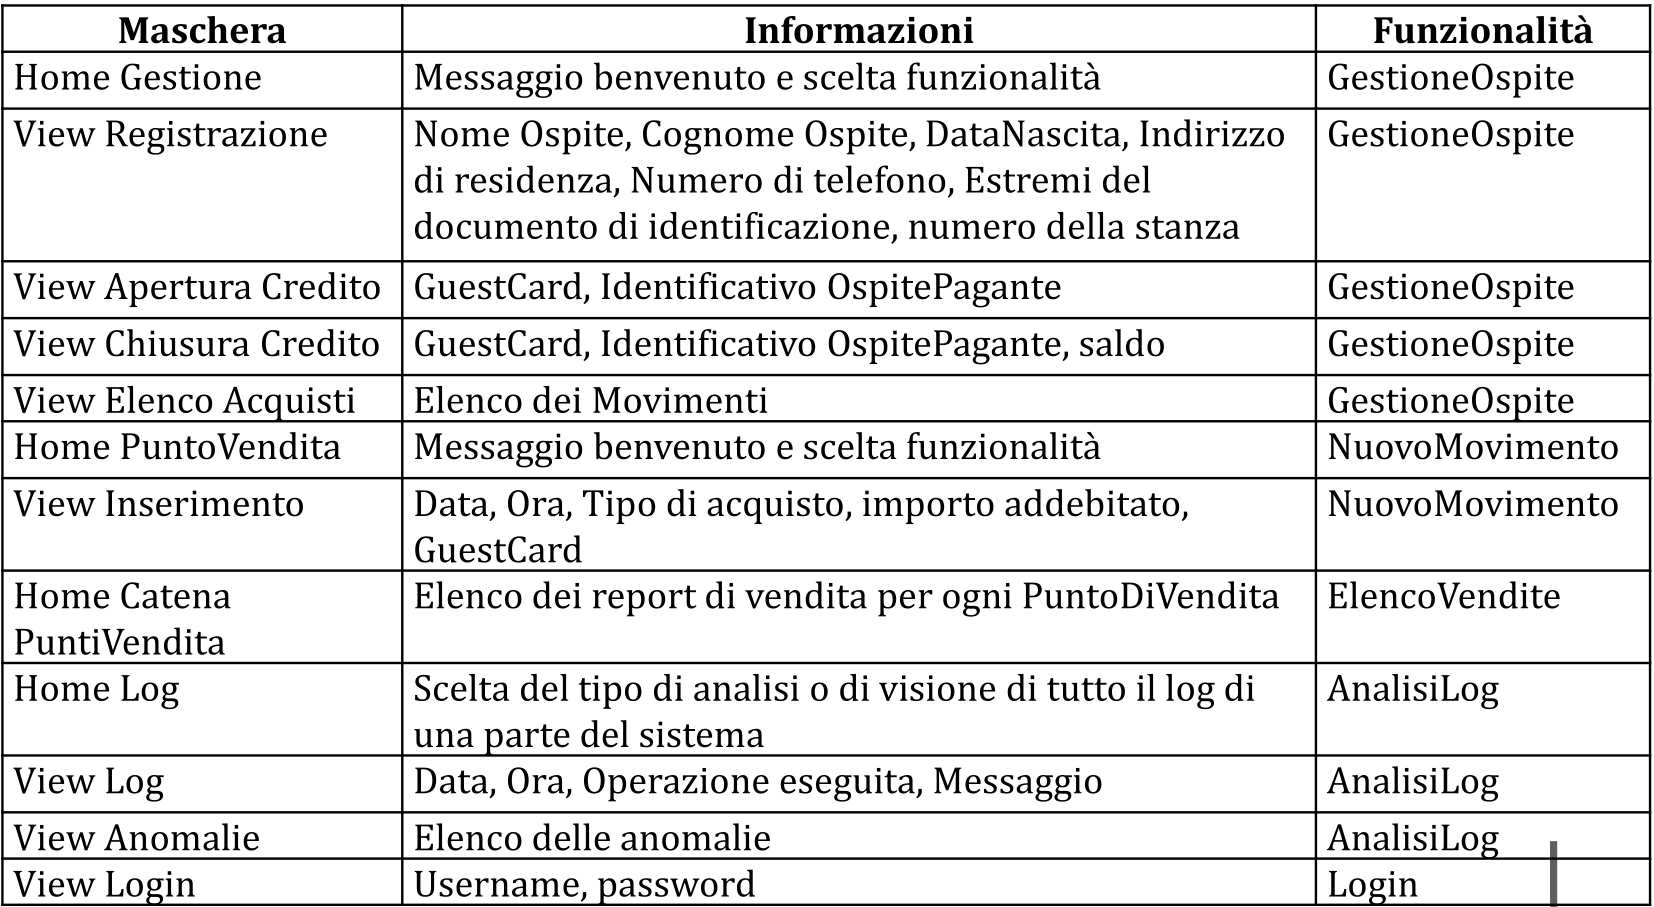 Maschera Informazioni Funzionalità
Home Gestione Messaggio benvenuto e scelta funzionalità GestioneOspite
View Registrazione Nome Ospite, Cognome Ospite, DataNascita, Indirizzo GestioneOspite
di residenza, Numero di telefono, Estremi del
documento di identificazione, numero della stanza
View Apertura Credito GuestCard, Identificativo OspitePagante GestioneOspite
View Chiusura Credito GuestCard, Identificativo OspitePagante, saldo GestioneOspite
View Elenco Acquisti Elenco dei Movimenti GestioneOspite
Home PuntoVendita Messaggio benvenuto e scelta funzionalità NuovoMovimento
View Inserimento Data, Ora, Tipo di acquisto, importo addebitato, NuovoMovimento
GuestCard
Home Catena Elenco dei report di vendita per ogni PuntoDiVendita ElencoVendite
PuntiVendita
Home Log Scelta del tipo di analisi o di visione di tutto il log di AnalisiLog
una parte del sistema
View Log Data, Ora, Operazione eseguita, Messaggio AnalisiLog
View Anomalie Elenco delle anomalie AnalisiLog
View Login Username, password Login